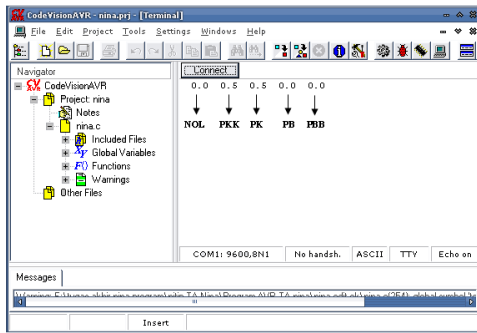 CodeVisionAVR - nina.prj - [Terminal]
File Edit Project Tools Settings Windows Help
Navigator
CodeVisionAVR
Project: nina
Notes
nina.c
Included Files
Global Variables
Functions
Warnings
Other Files
Connect
0.0 0.5 0.5 0.0 0.0
NOL PKK PK PB PBB
COM1: 9600,8N1 No handsh. ASCII TTY Echo on
Messages
Insert